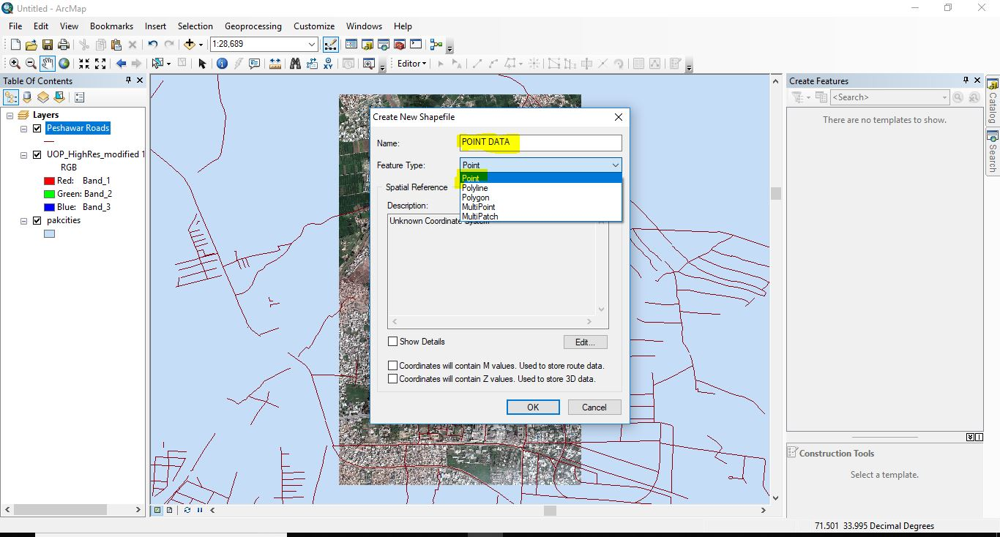 Untitled - ArcMap
File Edit View Bookmarks Insert Selection Geoprocessing Customize Windows Help
1:28,689
Editor
Table Of Contents
Layers
Peshawar Roads
UOP_HighRes_modified 1
RGB
Red: Band_1
Green: Band_2
Blue: Band_3
pakcities
Create New Shapefile
Name: POINT DATA
Feature Type: Point
Point
Polyline
Polygon
MultiPoint
MultiPatch
Spatial Reference
Description:
Unknown Coordinate System
Show Details
Edit...
Coordinates will contain M values. Used to store route data.
Coordinates will contain Z values. Used to store 3D data.
OK Cancel
Create Features
<Search>
There are no templates to show.
Construction Tools
Select a template.
Catalog
Search
71.501 33.995 Decimal Degrees